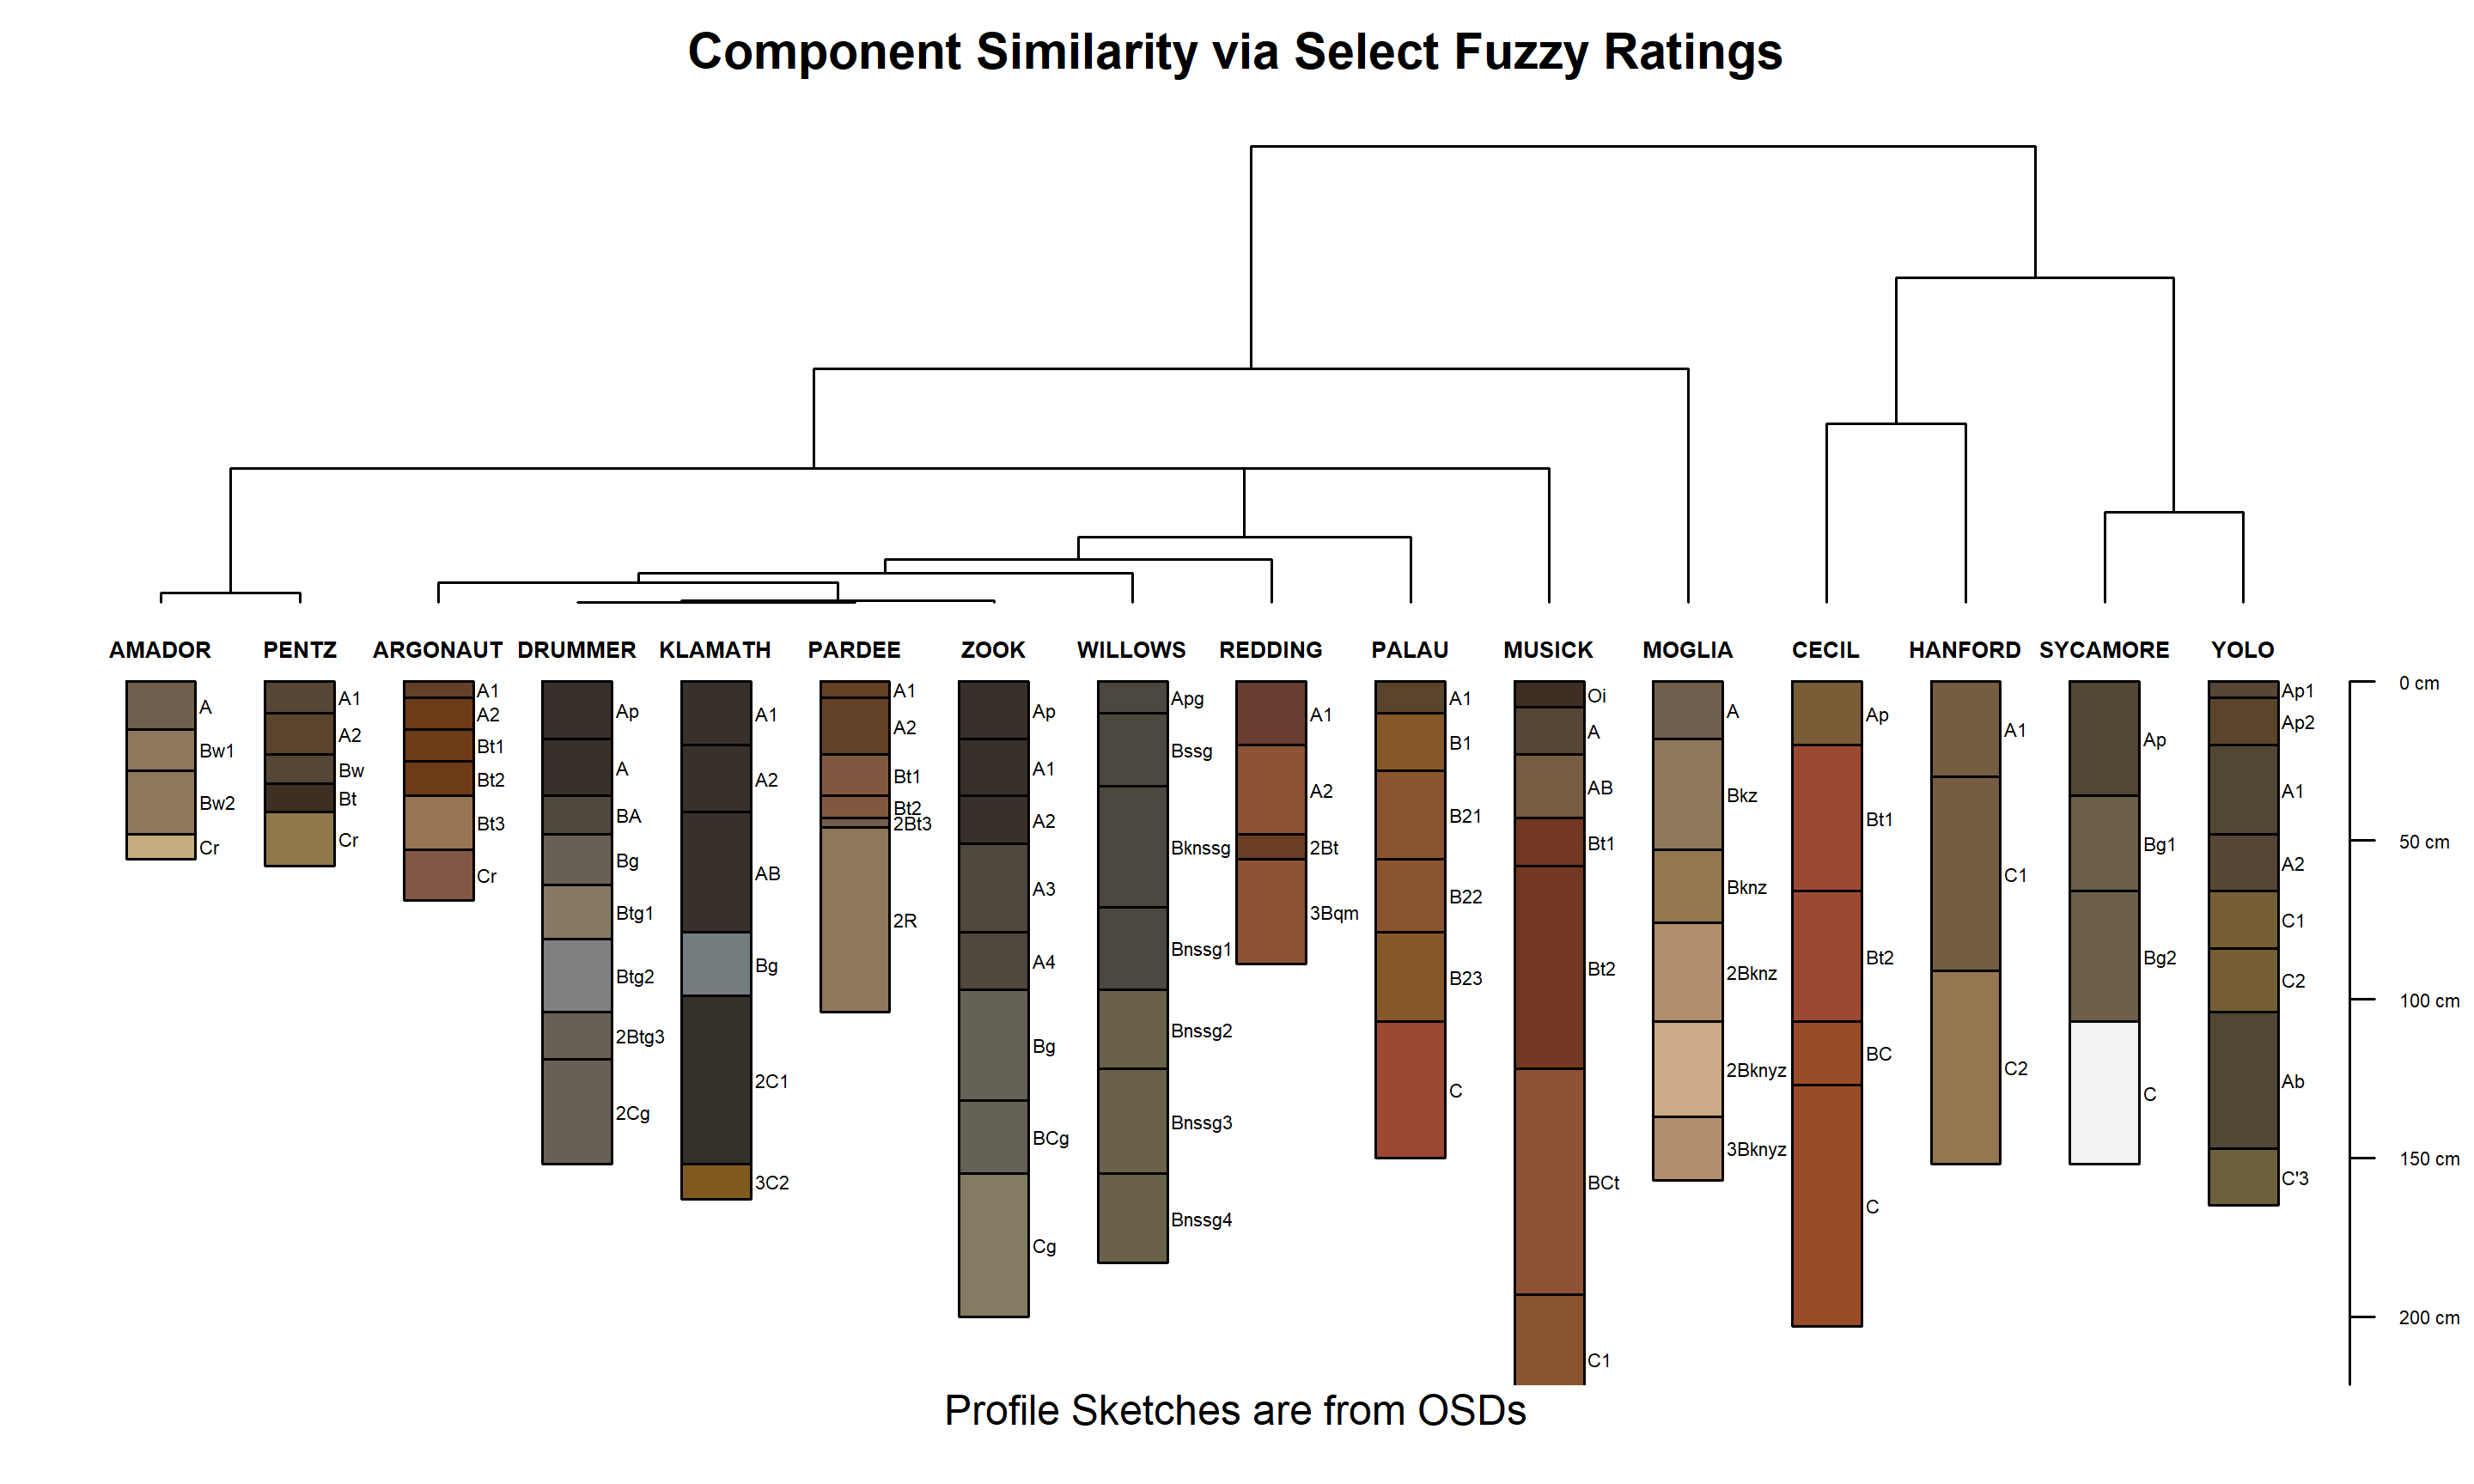 Component Similarity via Select Fuzzy Ratings
AMADOR PENTZ ARGONAUT DRUMMER KLAMATH PARDEE ZOOK WILLOWS REDDING PALAU MUSICK MOGLIA CECIL HANFORD SYCAMORE YOLO
A
Bw1
Bw2
Cr
A1
A2
Bw
Bt
Cr
A1
A2
Bt1
Bt2
Bt3
Cr
Ap
A
BA
Bg
Btg1
Btg2
2Btg3
2Cg
A1
A2
AB
Bg
2C1
3C2
A1
A2
Bt1
Bt2
2Bt3
2R
Ap
A1
A2
A3
A4
Bg
BCg
Cg
Apg
Bssg
Bknssg
Bnssg1
Bnssg2
Bnssg3
Bnssg4
A1
A2
2Bt
3Bqm
A1
B1
B21
B22
B23
C
Oi
A
AB
Bt1
Bt2
BCt
C1
A
Bkz
Bknz
2Bknz
2Bknyz
3Bknyz
Ap
Bt1
Bt2
BC
C
A1
C1
C2
Ap
Bg1
Bg2
C
Ap1
Ap2
A1
A2
C1
C2
Ab
C'3
0 cm
50 cm
100 cm
150 cm
200 cm
Profile Sketches are from OSDs